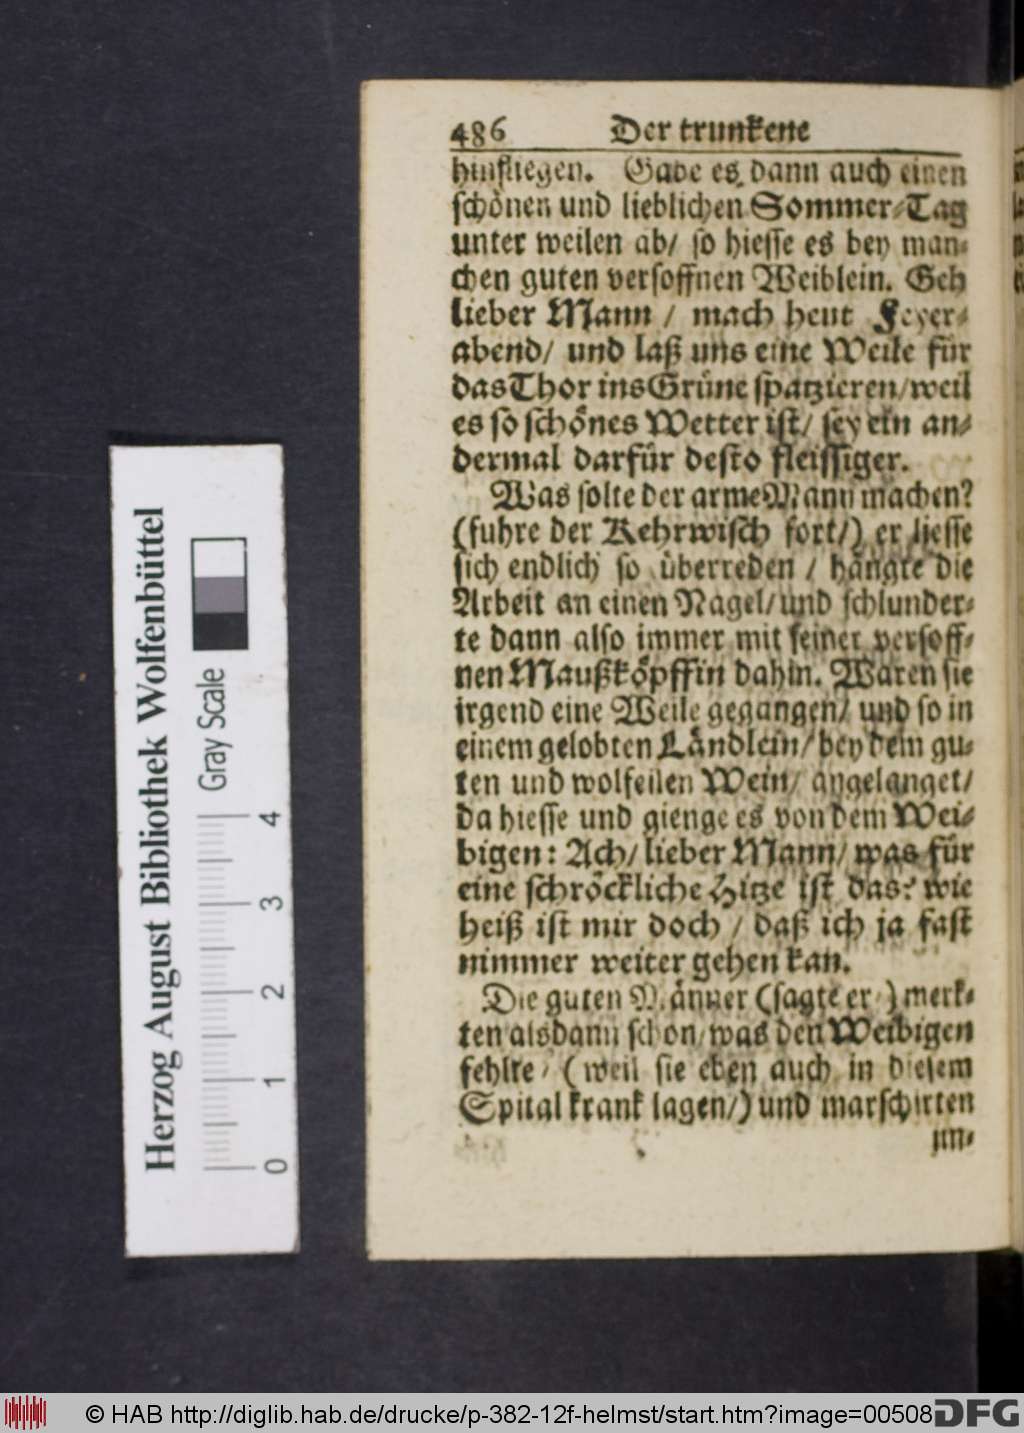 486 Der trunkene
hinfliegen. Gabe es dann auch einen
schönen und lieblichen Sommer-Tag
unter weilen ab/ so hiesse es bey man-
chen guten versoffnen Weiblein. Geh
lieber Mann / mach heut Feyer-
abend/ und laß uns eine Weile für
das Thor ins Grüne spatzieren/ weil
es so schönes Wetter ist/ sey ein an-
dermal darfür desto fleissiger.
Was solte der arme Mann machen?
(fuhre der Kehrwisch fort/) er liesse
sich endlich so überreden / hängte die
Arbeit an einen Nagel/ und schlunder-
te dann also immer mit seiner versoff-
nen Maußköpffin dahin. Waren sie
irgend eine Weile gegangen/ und so in
einem gelobten Ländlein/ bey dem gu-
ten und wolfeilen Wein/ angelanget/
da hiesse und gienge es von dem Wei-
bigen: Ach/ lieber Mann/ was für
eine schröckliche Hitze ist das? wie
heiß ist mir doch / daß ich ja fast
nimmer weiter gehen kan.
Die guten Männer (sagte er/) merk-
ten alsdann schon/ was den Weibigen
fehlte/ (weil sie eben auch in diesem
Spital krank lagen/) und marschirten
im-
Herzog August Bibliothek Wolfenbüttel
Gray Scale
0 1 2 3 4
© HAB http://diglib.hab.de/drucke/p-382-12f-helmst/start.htm?image=00508
DFG